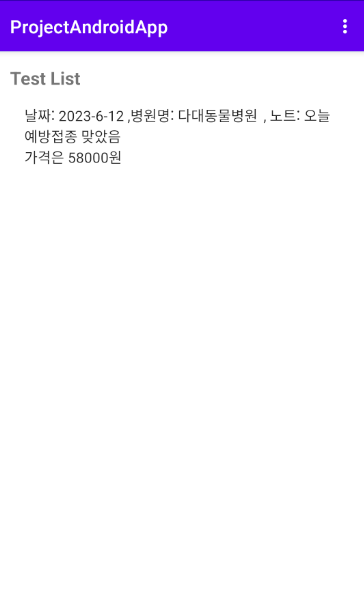 ProjectAndroidApp
Test List
날짜: 2023-6-12 ,병원명: 다대동물병원 , 노트: 오늘
예방접종 맞았음
가격은 58000원